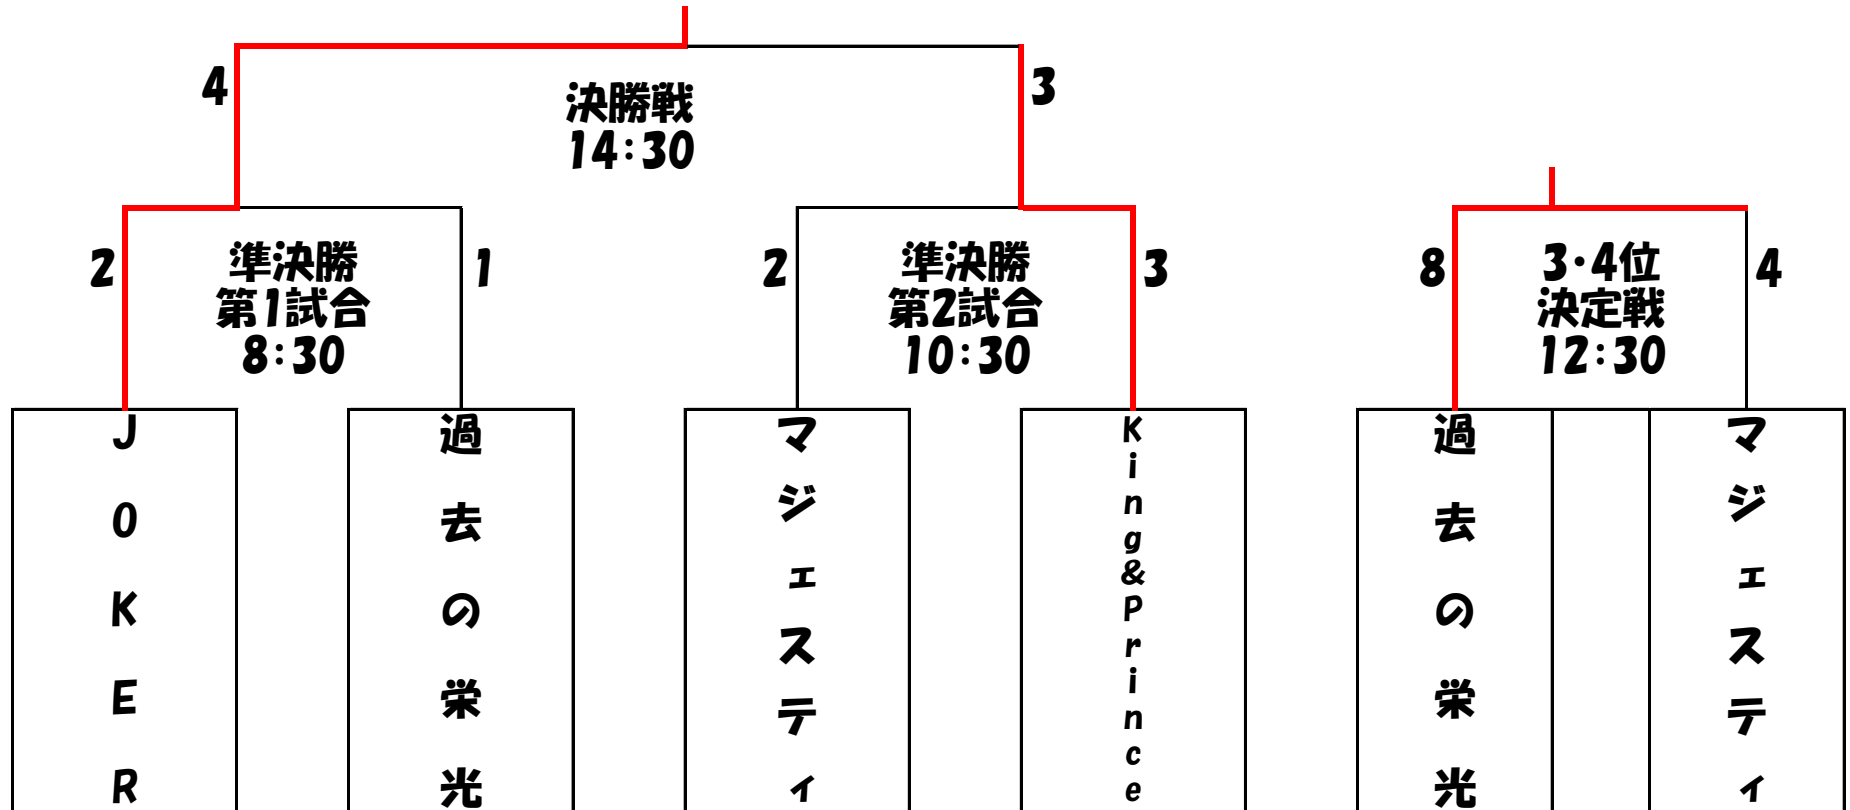 4
決勝戦
14:30
3
2
準決勝
第1試合
8:30
1
2
準決勝
第2試合
10:30
3
8
3・4位
決定戦
12:30
4
JOKER
過去の栄光
マジェスティ
King&Prince
過去の栄光
マジェスティ